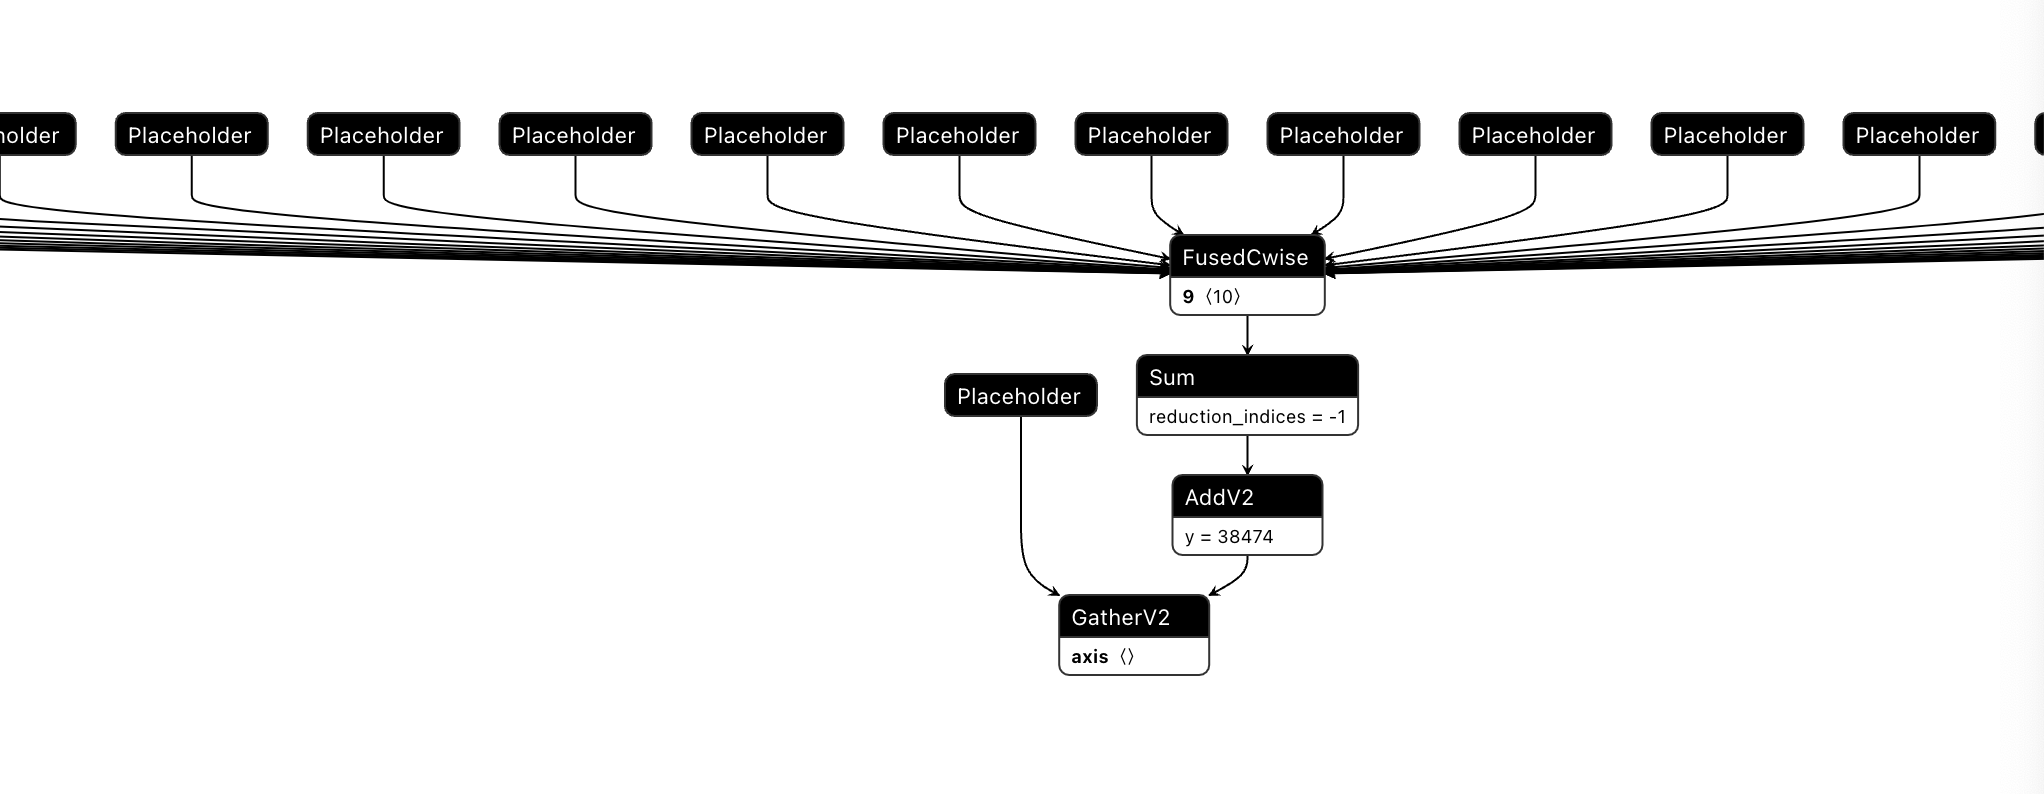 holder
Placeholder
Placeholder
Placeholder
Placeholder
Placeholder
Placeholder
Placeholder
Placeholder
Placeholder
Placeholder
FusedCwise
9 ⟨10⟩
Placeholder
Sum
reduction_indices = -1
AddV2
y = 38474
GatherV2
axis ⟨⟩